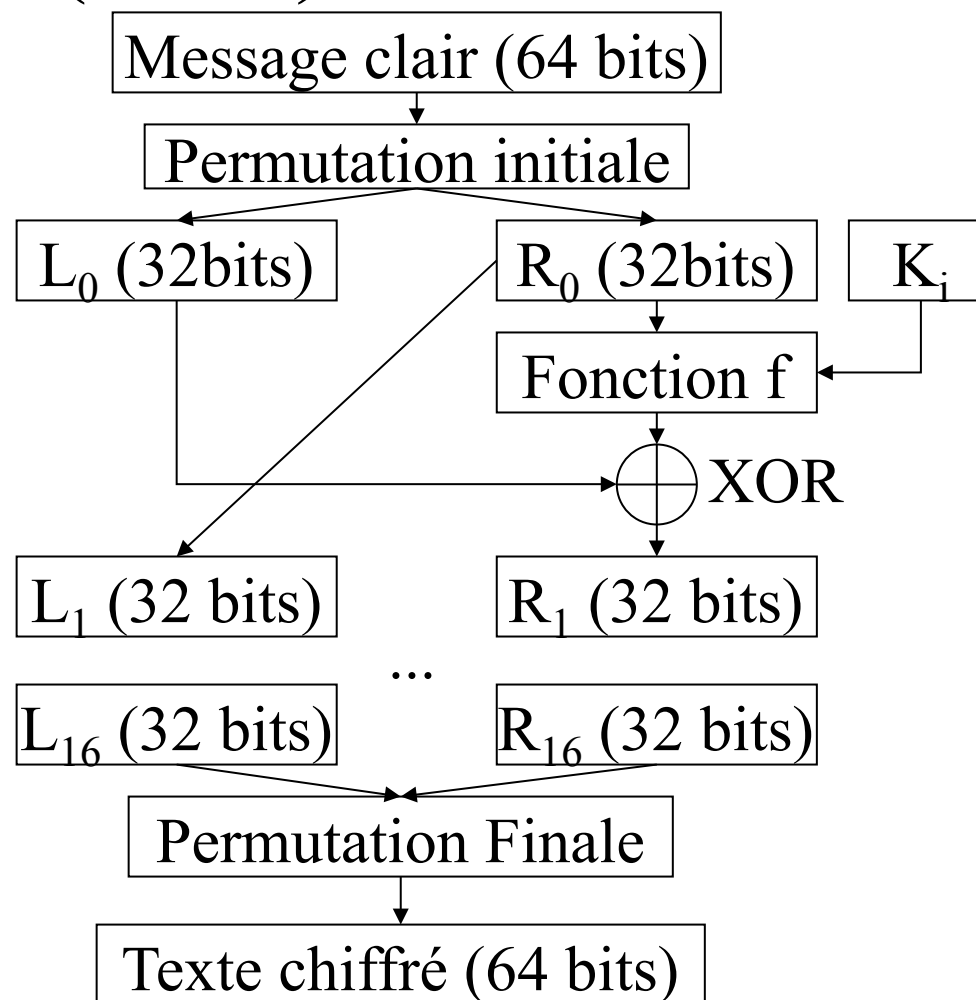 Message clair (64 bits)
Permutation initiale
L₀ (32bits)
R₀ (32bits)
Kᵢ
Fonction f
XOR
L₁ (32 bits)
R₁ (32 bits)
...
L₁₆ (32 bits)
R₁₆ (32 bits)
Permutation Finale
Texte chiffré (64 bits)